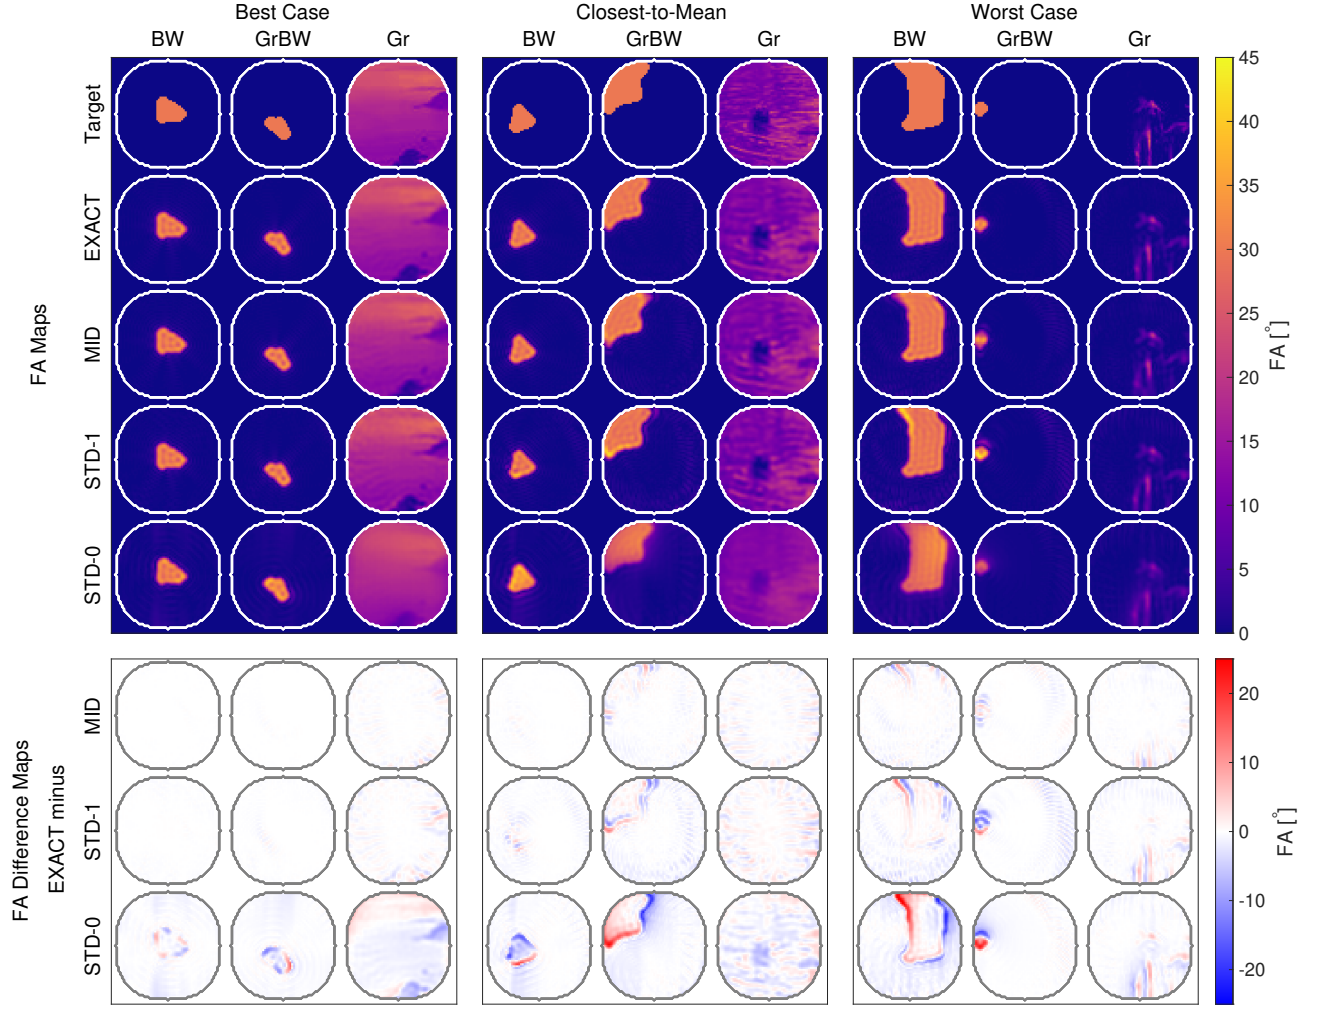 Best Case Closest-to-Mean Worst Case
BW GrBW Gr BW GrBW Gr BW GrBW Gr
FA Maps
Target
EXACT
MID
STD-1
STD-0
45
40
35
30
25
20
15
10
5
0
FA [°]
FA Difference Maps
EXACT minus
MID
STD-1
STD-0
20
10
0
-10
-20
FA [°]